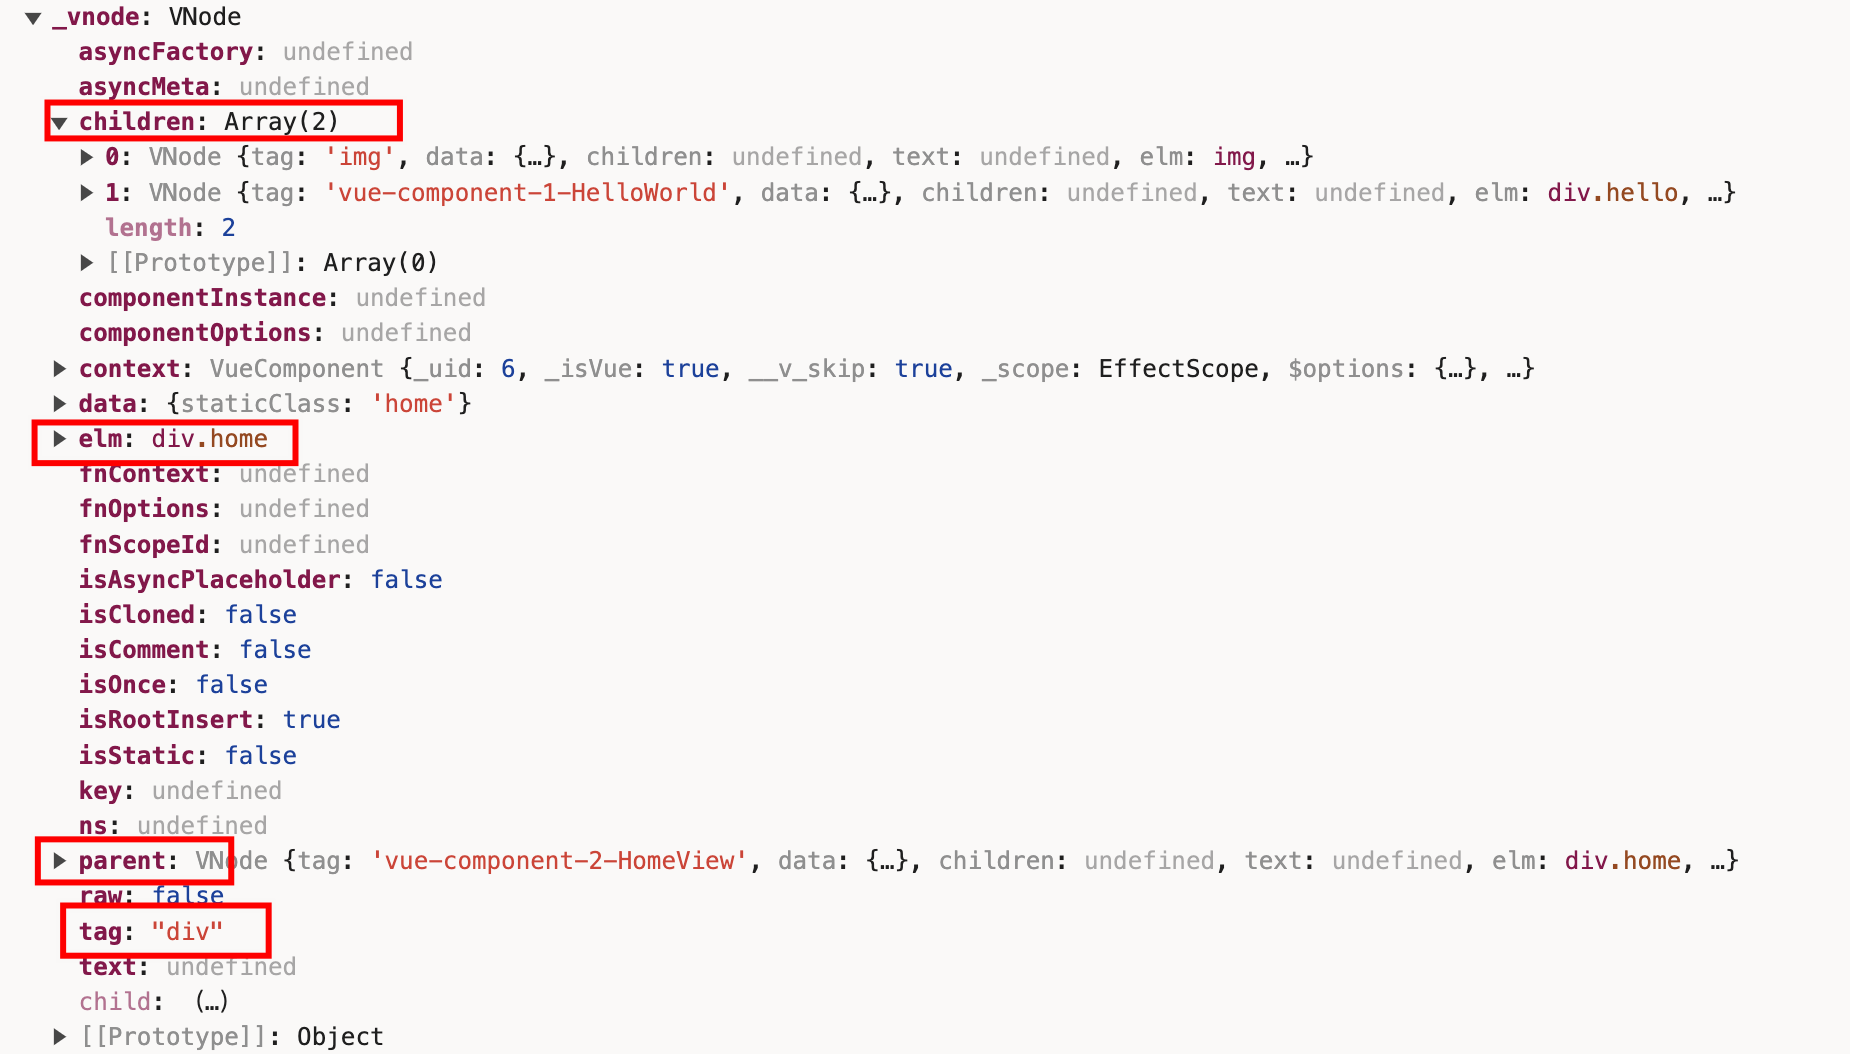 ▼ _vnode: VNode
asyncFactory: undefined
asyncMeta: undefined
▼ children: Array(2)
▶ 0: VNode {tag: 'img', data: {…}, children: undefined, text: undefined, elm: img, …}
▶ 1: VNode {tag: 'vue-component-1-HelloWorld', data: {…}, children: undefined, text: undefined, elm: div.hello, …}
length: 2
▶ [[Prototype]]: Array(0)
componentInstance: undefined
componentOptions: undefined
▶ context: VueComponent {_uid: 6, _isVue: true, __v_skip: true, _scope: EffectScope, $options: {…}, …}
▶ data: {staticClass: 'home'}
▶ elm: div.home
fnContext: undefined
fnOptions: undefined
fnScopeId: undefined
isAsyncPlaceholder: false
isCloned: false
isComment: false
isOnce: false
isRootInsert: true
isStatic: false
key: undefined
ns: undefined
▶ parent: VNode {tag: 'vue-component-2-HomeView', data: {…}, children: undefined, text: undefined, elm: div.home, …}
raw: false
tag: "div"
text: undefined
child: (…)
▶ [[Prototype]]: Object